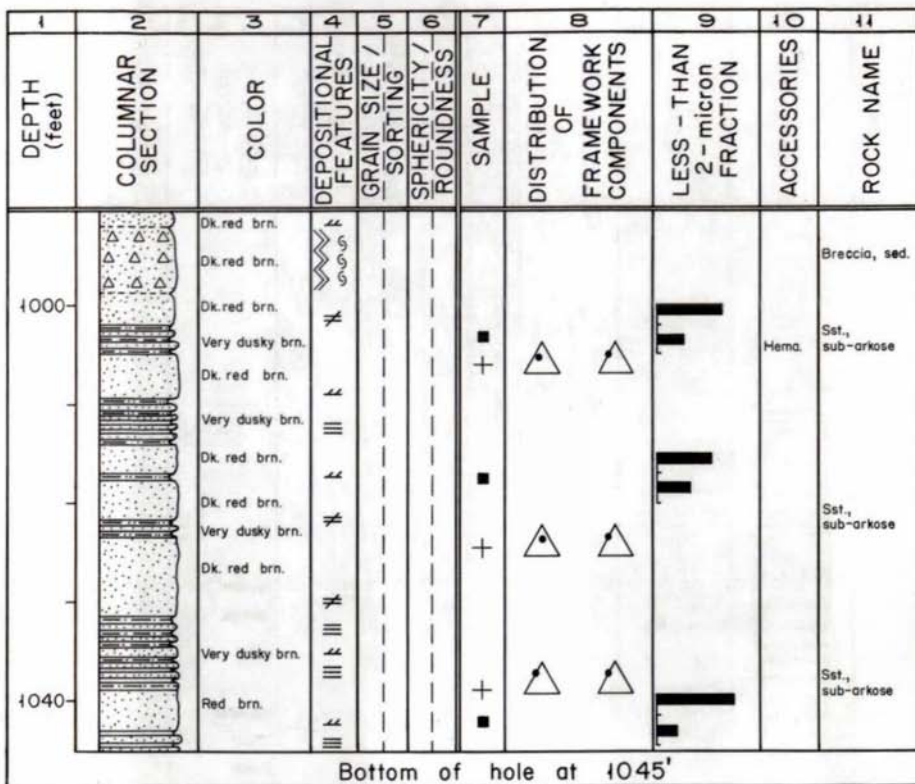 1 2 3 4 5 6 7 8 9 10 11
DEPTH
(feet)
COLUMNAR
SECTION
COLOR
DEPOSITIONAL
FEATURES
GRAIN SIZE /
SORTING
SPHERICITY /
ROUNDNESS
SAMPLE
DISTRIBUTION
OF
FRAMEWORK
COMPONENTS
LESS-THAN
2-micron
FRACTION
ACCESSORIES
ROCK NAME
Dk. red brn.
Dk. red brn.
Breccia, sed.
1000
Dk. red brn.
Sst.,
sub-arkose
Very dusky brn.
Hema.
Dk. red brn.
Very dusky brn.
Dk. red brn.
Dk. red brn.
Sst.,
sub-arkose
Very dusky brn.
Dk. red brn.
Very dusky brn.
Sst.,
sub-arkose
1040
Red brn.
Bottom of hole at 1045'